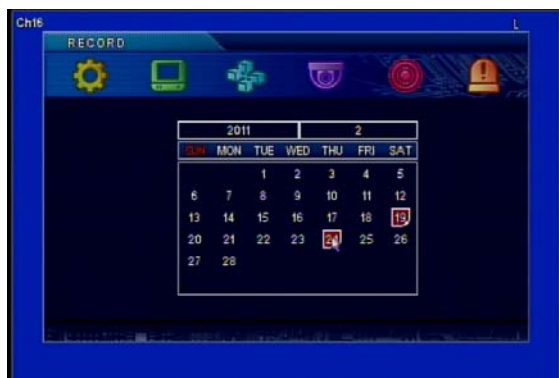 Ch16 L
RECORD
2011 2
SUN MON TUE WED THU FRI SAT
1 2 3 4 5
6 7 8 9 10 11 12
13 14 15 16 17 18 19
20 21 22 23 24 25 26
27 28